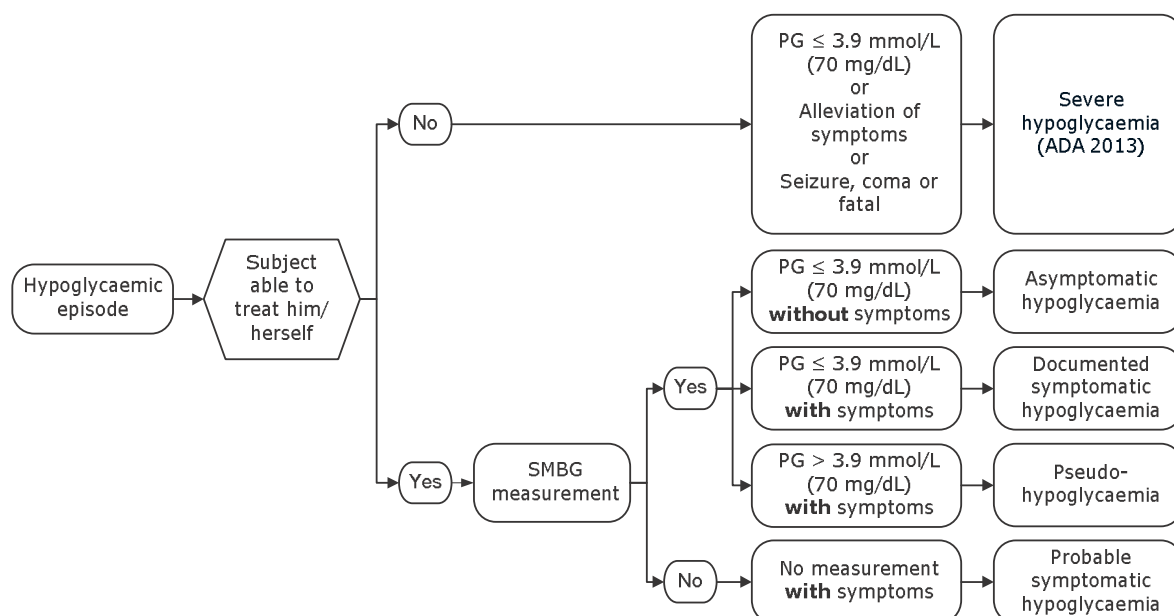 Hypoglycaemic
episode
Subject
able to
treat him/
herself
No
PG ≤ 3.9 mmol/L
(70 mg/dL)
or
Alleviation of
symptoms
or
Seizure, coma or
fatal
Severe
hypoglycaemia
(ADA 2013)
Yes
SMBG
measurement
Yes
PG ≤ 3.9 mmol/L
(70 mg/dL)
without symptoms
Asymptomatic
hypoglycaemia
PG ≤ 3.9 mmol/L
(70 mg/dL)
with symptoms
Documented
symptomatic
hypoglycaemia
PG > 3.9 mmol/L
(70 mg/dL)
with symptoms
Pseudo-
hypoglycaemia
No
No measurement
with symptoms
Probable
symptomatic
hypoglycaemia